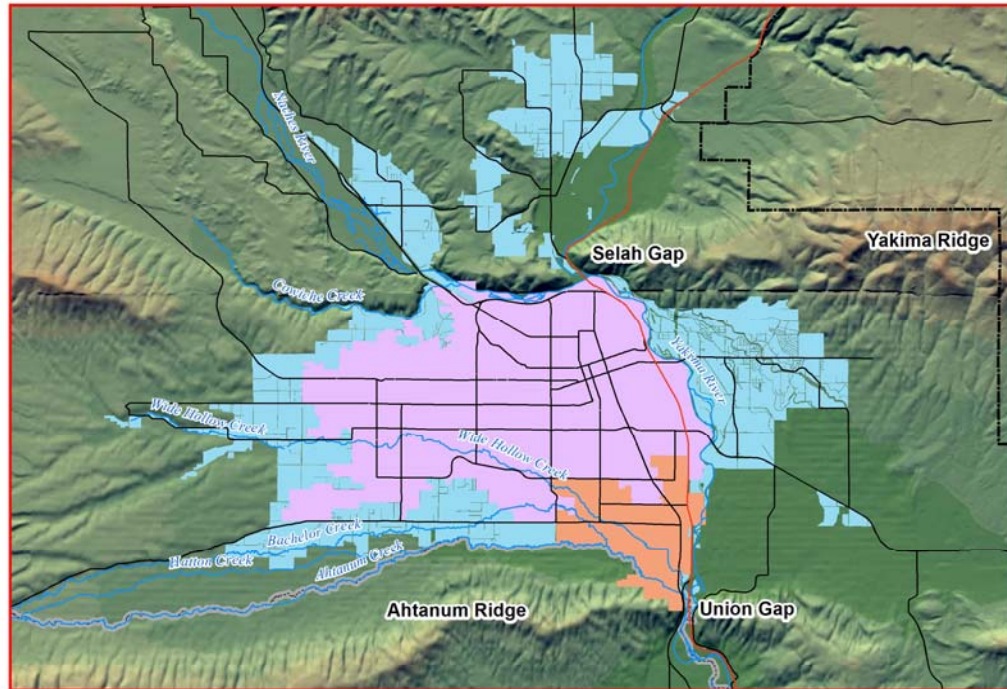 Naches River
Selah Gap
Yakima Ridge
Cowiche Creek
Yakima River
Wide Hollow Creek
Wide Hollow Creek
Bachelor Creek
Hatton Creek
Ahtanum Creek
Ahtanum Ridge
Union Gap